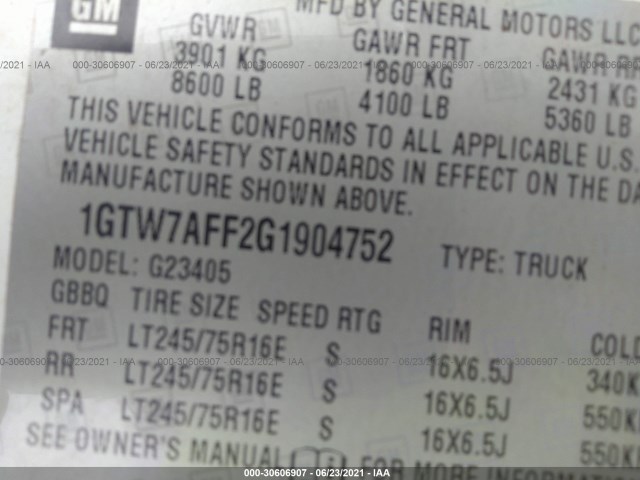 GM
MFD BY GENERAL MOTORS LLC
GVWR GAWR FRT GAWR
3901 KG 1860 KG 2431 KG
8600 LB 4100 LB 5360 LB
THIS VEHICLE CONFORMS TO ALL APPLICABLE U.S.
VEHICLE SAFETY STANDARDS IN EFFECT ON THE DA
MANUFACTURE SHOWN ABOVE.
1GTW7AFF2G1904752 TYPE: TRUCK
MODEL: G23405
GBBQ TIRE SIZE SPEED RTG RIM COLD
FRT LT245/75R16E S 16X6.5J 340K
RR LT245/75R16E S 16X6.5J 550K
SPA LT245/75R16E S 16X6.5J 550K
SEE OWNER'S MANUAL FOR MORE INFORMATION
000-30606907 - 06/23/2021 - IAA